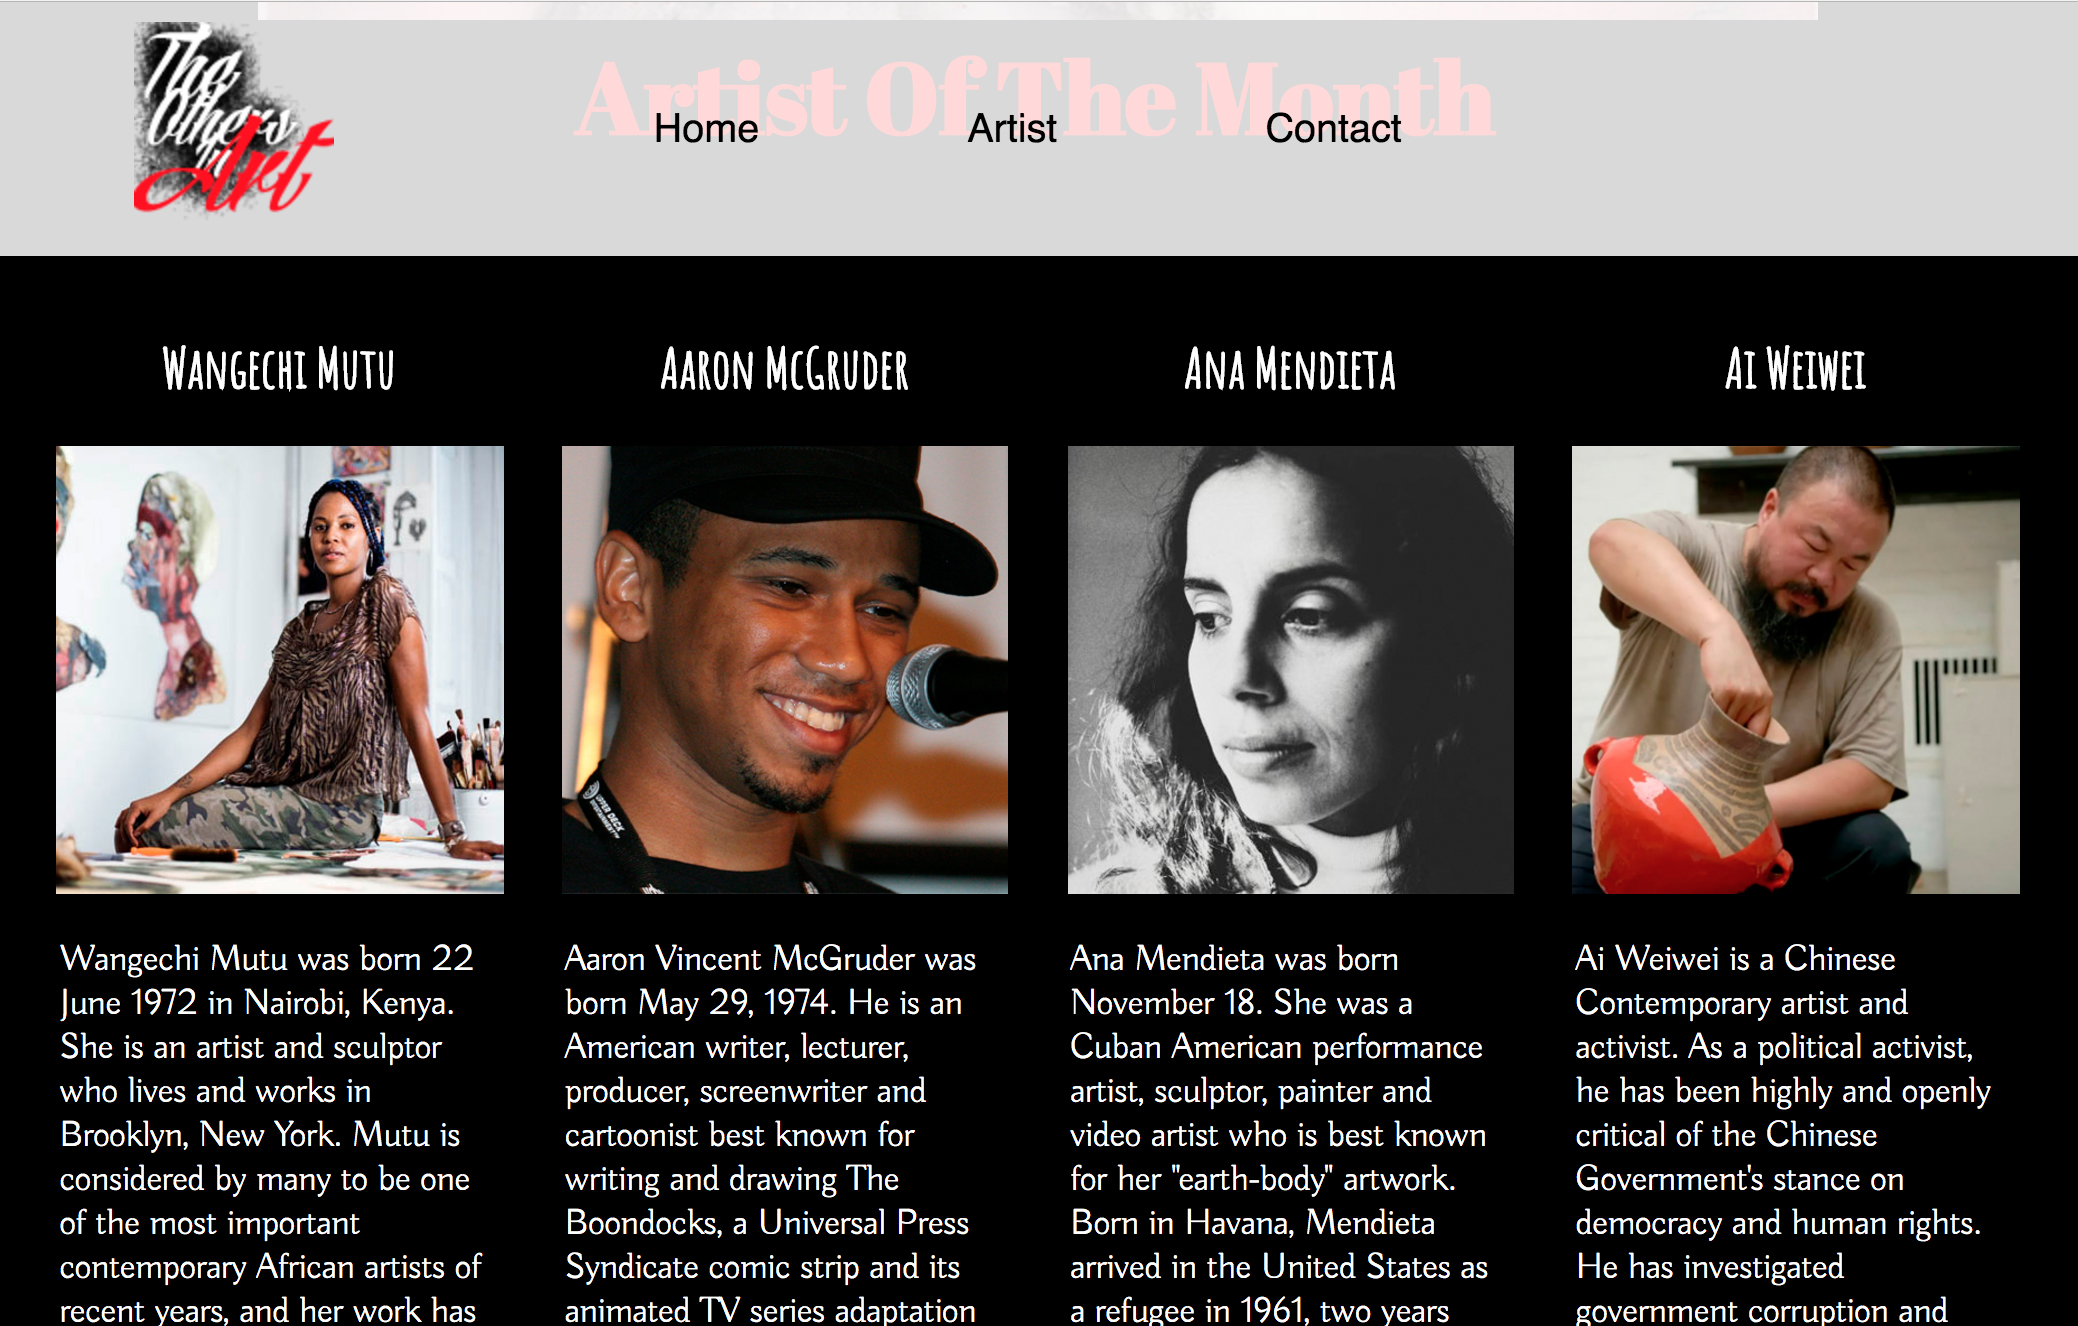 The
Others
In
Art
Artist Of The Month
Home Artist Contact
Wangechi Mutu
Aaron McGruder
Ana Mendieta
Ai Weiwei
UPPER DECK
Wangechi Mutu was born 22
June 1972 in Nairobi, Kenya.
She is an artist and sculptor
who lives and works in
Brooklyn, New York. Mutu is
considered by many to be one
of the most important
contemporary African artists of
recent years, and her work has
Aaron Vincent McGruder was
born May 29, 1974. He is an
American writer, lecturer,
producer, screenwriter and
cartoonist best known for
writing and drawing The
Boondocks, a Universal Press
Syndicate comic strip and its
animated TV series adaptation
Ana Mendieta was born
November 18. She was a
Cuban American performance
artist, sculptor, painter and
video artist who is best known
for her "earth-body" artwork.
Born in Havana, Mendieta
arrived in the United States as
a refugee in 1961, two years
Ai Weiwei is a Chinese
Contemporary artist and
activist. As a political activist,
he has been highly and openly
critical of the Chinese
Government's stance on
democracy and human rights.
He has investigated
government corruption and